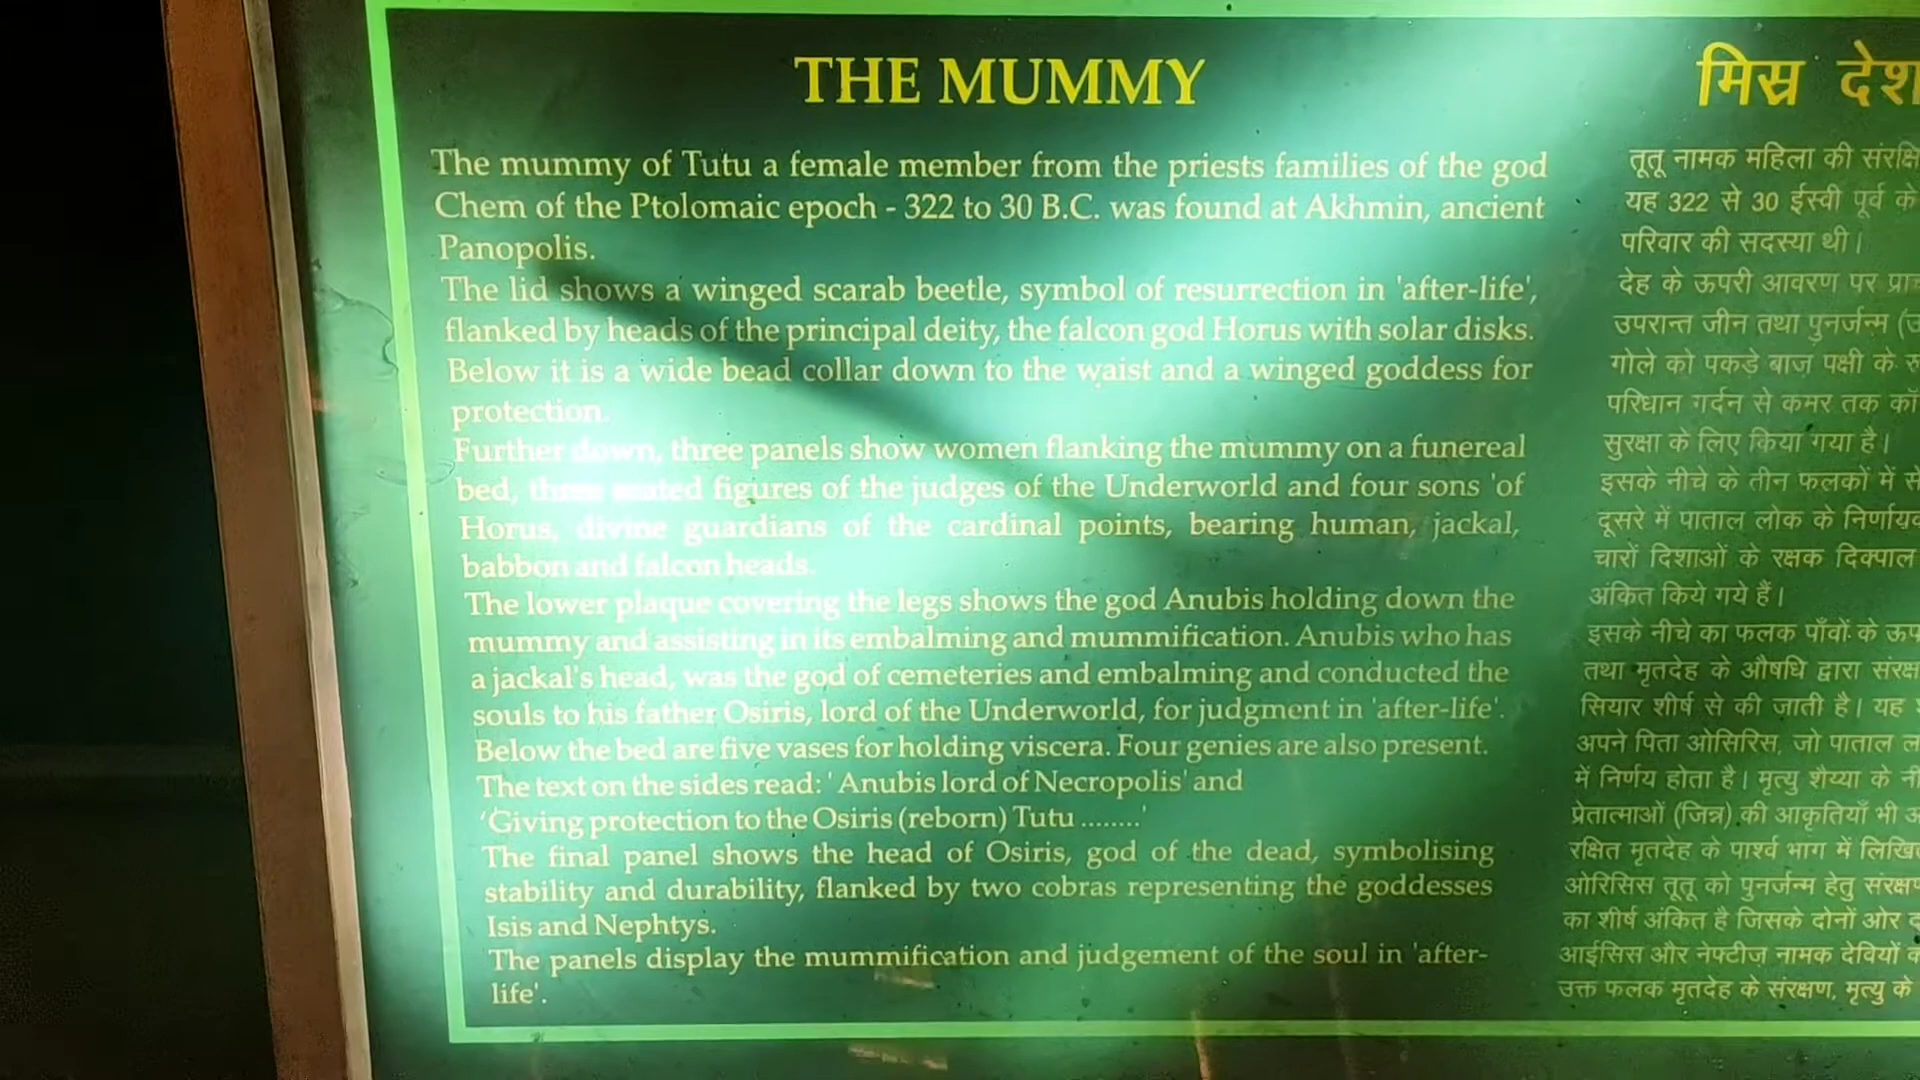 THE MUMMY
The mummy of Tutu a female member from the priests families of the god
Chem of the Ptolomaic epoch - 322 to 30 B.C. was found at Akhmin, ancient
Panopolis.
The lid shows a winged scarab beetle, symbol of resurrection in 'after-life',
flanked by heads of the principal deity, the falcon god Horus with solar disks.
Below it is a wide bead collar down to the waist and a winged goddess for
protection.
Further down, three panels show women flanking the mummy on a funereal
bed, three seated figures of the judges of the Underworld and four sons 'of
Horus, divine guardians of the cardinal points, bearing human, jackal,
babbon and falcon heads.
The lower plaque covering the legs shows the god Anubis holding down the
mummy and assisting in its embalming and mummification. Anubis who has
a jackal's head, was the god of cemeteries and embalming and conducted the
souls to his father Osiris, lord of the Underworld, for judgment in 'after-life'.
Below the bed are five vases for holding viscera. Four genies are also present.
The text on the sides read: ' Anubis lord of Necropolis' and
'Giving protection to the Osiris (reborn) Tutu ........'
The final panel shows the head of Osiris, god of the dead, symbolising
stability and durability, flanked by two cobras representing the goddesses
Isis and Nephtys.
The panels display the mummification and judgement of the soul in 'after-
life'.
मिस्र देश
तूतू नामक महिला की
यह 322 से 30 ईस्वी पूर्व के
परिवार की सदस्या थी।
देह के ऊपरी आवरण पर
उपरान्त जीन तथा पुनर्जन्म
गोले को पकड़े बाज़ पक्षी के
परिधान गर्दन से कमर तक
सुरक्षा के लिए किया गया है।
इसके नीचे के तीन फलकों में
दूसरे में पाताल लोक के
चारों दिशाओं के रक्षक दिक्पाल
अंकित किये गये हैं।
इसके नीचे का फलक पाँवों के
तथा मृतदेह के औषधि द्वारा
सियार शीर्ष से की जाती है। यह
अपने पिता ओसिरिस, जो पाताल
में निर्णय होता है। मृत्यु शैय्या के
प्रेतात्माओं (जिन्न) की आकृतियाँ भी
रक्षित मृतदेह के पार्श्व भाग में
ओरिसिस तूतू को पुनर्जन्म हेतु
का शीर्ष अंकित है जिसके दोनों ओर
आईसिस और नेफ्टीज नामक देवियों
उक्त फलक मृतदेह के संरक्षण, मृत्यु के